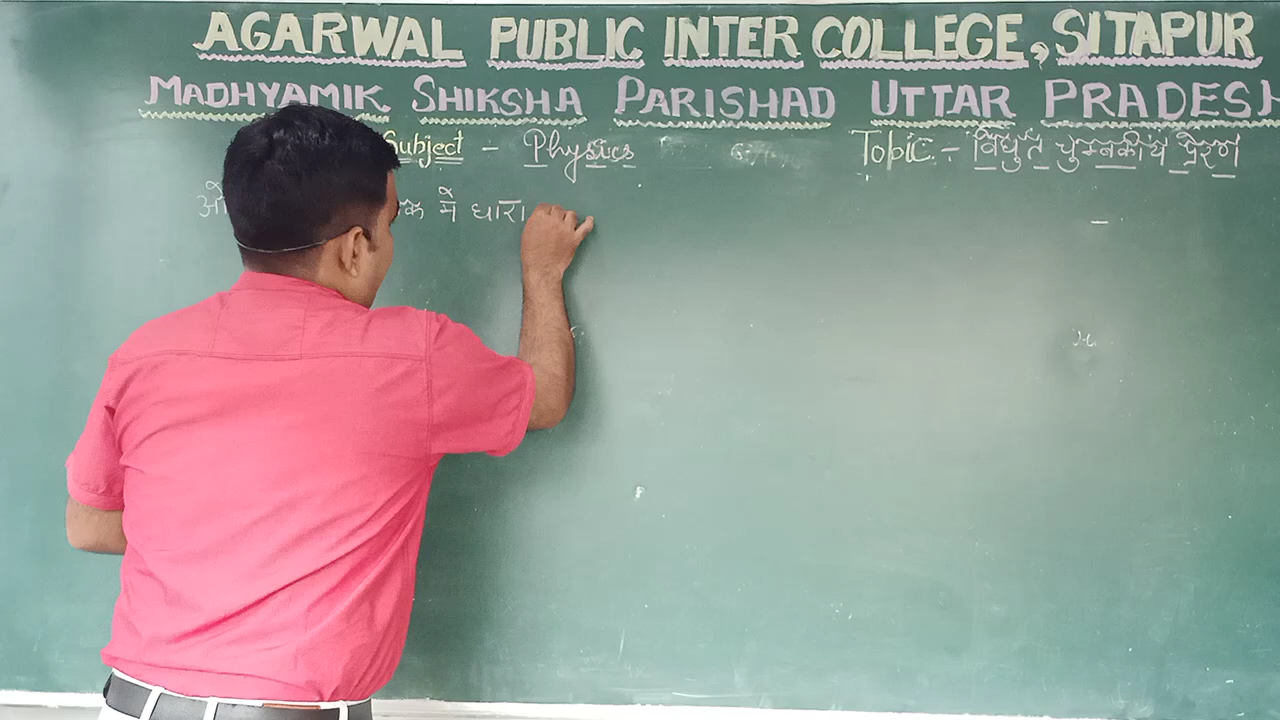 AGARWAL PUBLIC INTER COLLEGE, SITAPUR
MADHYAMIK SHIKSHA PARISHAD UTTAR PRADESH
Subject - Physics Topic :- विधुत चुम्बकीय प्रेरण
में धारा